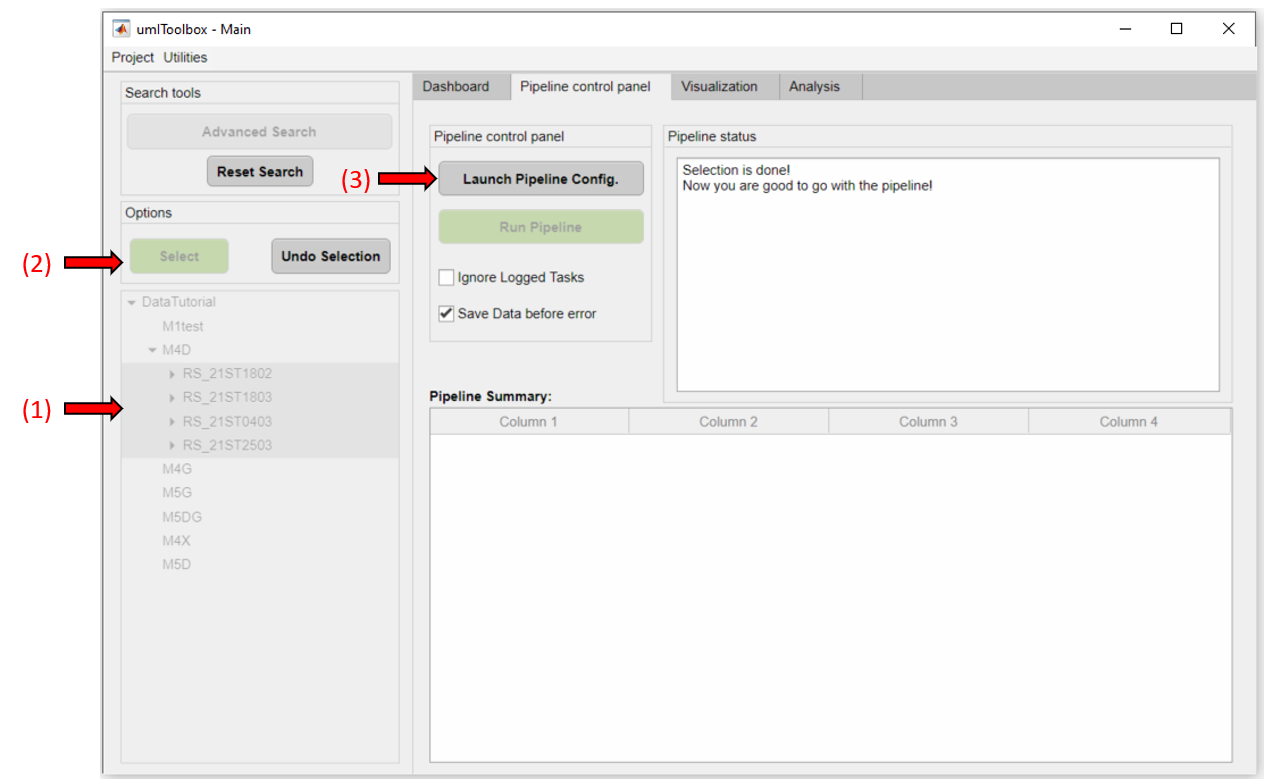 umIToolbox - Main
Project Utilities
Search tools
Advanced Search
Reset Search
Options
(2)
Select
Undo Selection
DataTutorial
M1test
M4D
RS_21ST1802
RS_21ST1803
(1)
RS_21ST0403
RS_21ST2503
M4G
M5G
M5DG
M4X
M5D
Dashboard Pipeline control panel Visualization Analysis
Pipeline control panel
(3)
Launch Pipeline Config.
Run Pipeline
Ignore Logged Tasks
Save Data before error
Pipeline status
Selection is done!
Now you are good to go with the pipeline!
Pipeline Summary:
Column 1 Column 2 Column 3 Column 4